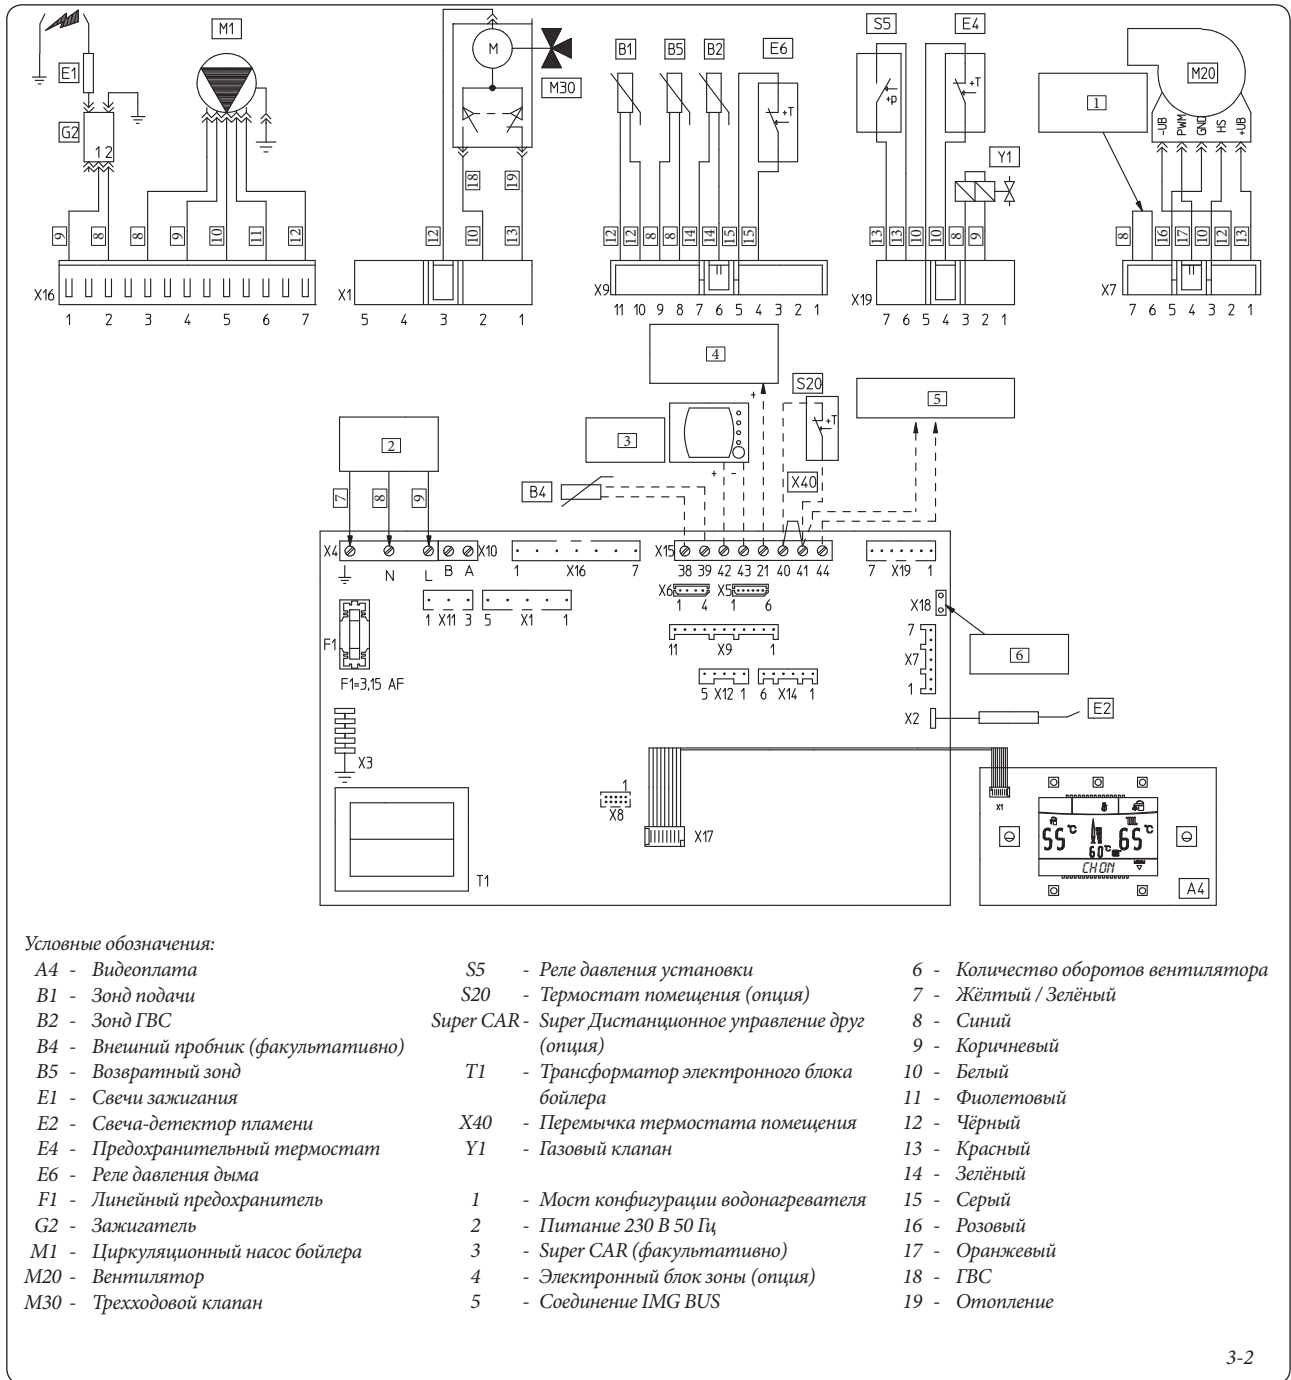 M1
E1
G2
1 2
9 8 8 9 10 11 12
X16
1 2 3 4 5 6 7
M
M30
18 19
12 10 13
X1
5 4 3 2 1
B1 B5 B2 E6
+T
12 12 8 8 14 14 15 15
X9
11 10 9 8 7 6 5 4 3 2 1
S5 E4
+p
+T
Y1
13 13 10 10 8 9
X19
7 6 5 4 3 2 1
M20
1
-UB PWM GND HS +UB
8 16 17 10 12 13
X7
7 6 5 4 3 2 1
4
S20
+
+T
5
2
3
+ -
X40
B4
7 8 9
X4
N L B A
X10
1 X16 7
X15
38 39 42 43 21 40 41 44
7 X19 1
X6
1 4
X5
1 6
X18
1 X11 3
5 X1 1
F1
11 X9 1
7
X7
1
6
F1=3,15 AF
5 X12 1
6 X14 1
X2
E2
X3
1
X8
X17
X1
T1
55 °C
60 °C
65 °C
CH ON
MENU
A4
Условные обозначения:
A4 - Видеоплата
B1 - Зонд подачи
B2 - Зонд ГВС
B4 - Внешний пробник (факультативно)
B5 - Возвратный зонд
E1 - Свечи зажигания
E2 - Свеча-детектор пламени
E4 - Предохранительный термостат
E6 - Реле давления дыма
F1 - Линейный предохранитель
G2 - Зажигатель
M1 - Циркуляционный насос бойлера
M20 - Вентилятор
M30 - Трехходовой клапан
S5 - Реле давления установки
S20 - Термостат помещения (опция)
Super CAR - Super Дистанционное управление друг
(опция)
T1 - Трансформатор электронного блока
бойлера
X40 - Перемычка термостата помещения
Y1 - Газовый клапан
1 - Мост конфигурации водонагревателя
2 - Питание 230 В 50 Гц
3 - Super CAR (факультативно)
4 - Электронный блок зоны (опция)
5 - Соединение IMG BUS
6 - Количество оборотов вентилятора
7 - Жёлтый / Зелёный
8 - Синий
9 - Коричневый
10 - Белый
11 - Фиолетовый
12 - Чёрный
13 - Красный
14 - Зелёный
15 - Серый
16 - Розовый
17 - Оранжевый
18 - ГВС
19 - Отопление
3-2